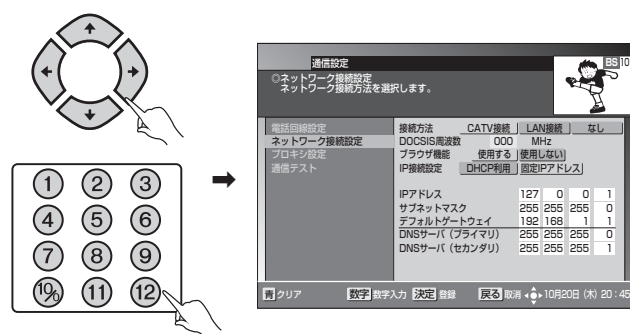 1 2 3
4 5 6
7 8 9
10/0 11 12
通信設定
BS 10
◎ネットワーク接続設定
ネットワーク接続方法を選択します。
電話回線設定
ネットワーク接続設定
プロキシ設定
通信テスト
接続方法 CATV接続 LAN接続 なし
DOCSIS周波数 000 MHz
ブラウザ機能 使用する 使用しない
IP接続設定 DHCP利用 固定IPアドレス
IPアドレス 127 0 0 1
サブネットマスク 255 255 255 0
デフォルトゲートウェイ 192 168 1 1
DNSサーバ（プライマリ） 255 255 255 0
DNSサーバ（セカンダリ） 255 255 255 1
青 クリア 数字 数字入力 決定 登録 戻る 取消 10月20日 (木) 20:45